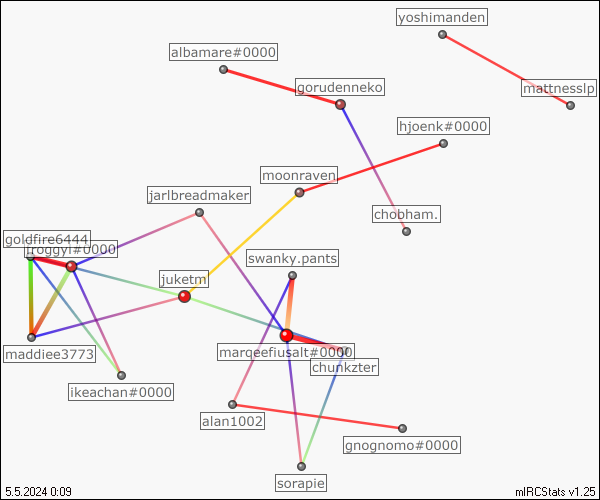 yoshimanden
albamare#0000
gorudenneko
mattnesslp
hjoenk#0000
moonraven
jarlbreadmaker
chobham.
goldfire6444
froggyl#0000
swanky.pants
juketm
maddiee3773
marqeefiusalt#0000
chunkzter
ikeachan#0000
alan1002
gnognomo#0000
sorapie
5.5.2024 0:09
mIRCStats v1.25